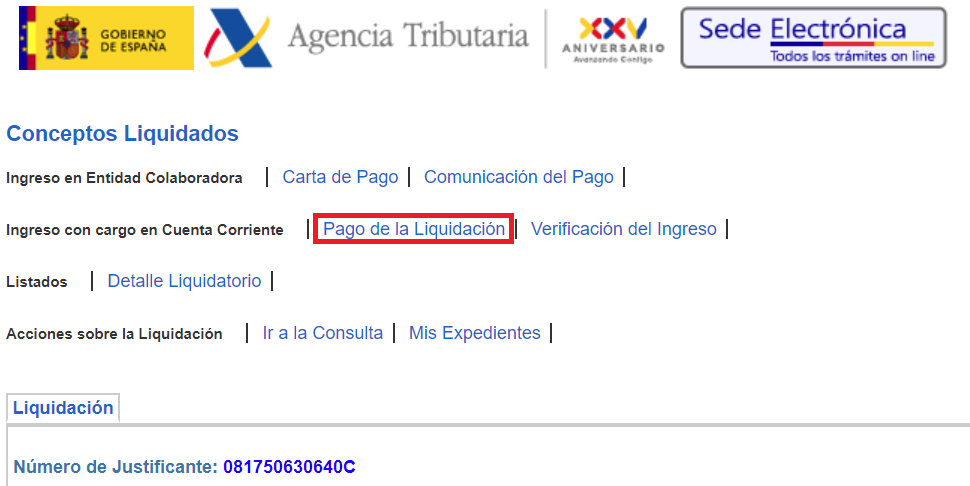 GOBIERNO
DE ESPAÑA
Agencia Tributaria
XXV
ANIVERSARIO
Avanzando Contigo
Sede Electrónica
Todos los trámites on line
Conceptos Liquidados
Ingreso en Entidad Colaboradora | Carta de Pago | Comunicación del Pago |
Ingreso con cargo en Cuenta Corriente | Pago de la Liquidación | Verificación del Ingreso |
Listados | Detalle Liquidatorio |
Acciones sobre la Liquidación | Ir a la Consulta | Mis Expedientes |
Liquidación
Número de Justificante: 081750630640C